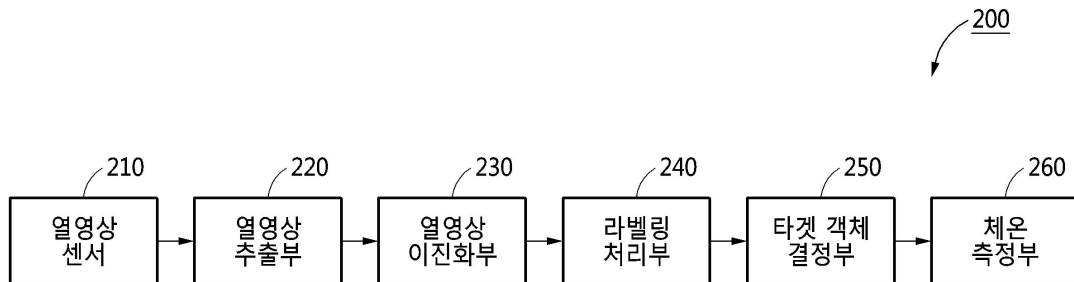 200
210
220
230
240
250
260
열영상
센서
열영상
추출부
열영상
이진화부
라벨링
처리부
타겟 객체
결정부
체온
측정부